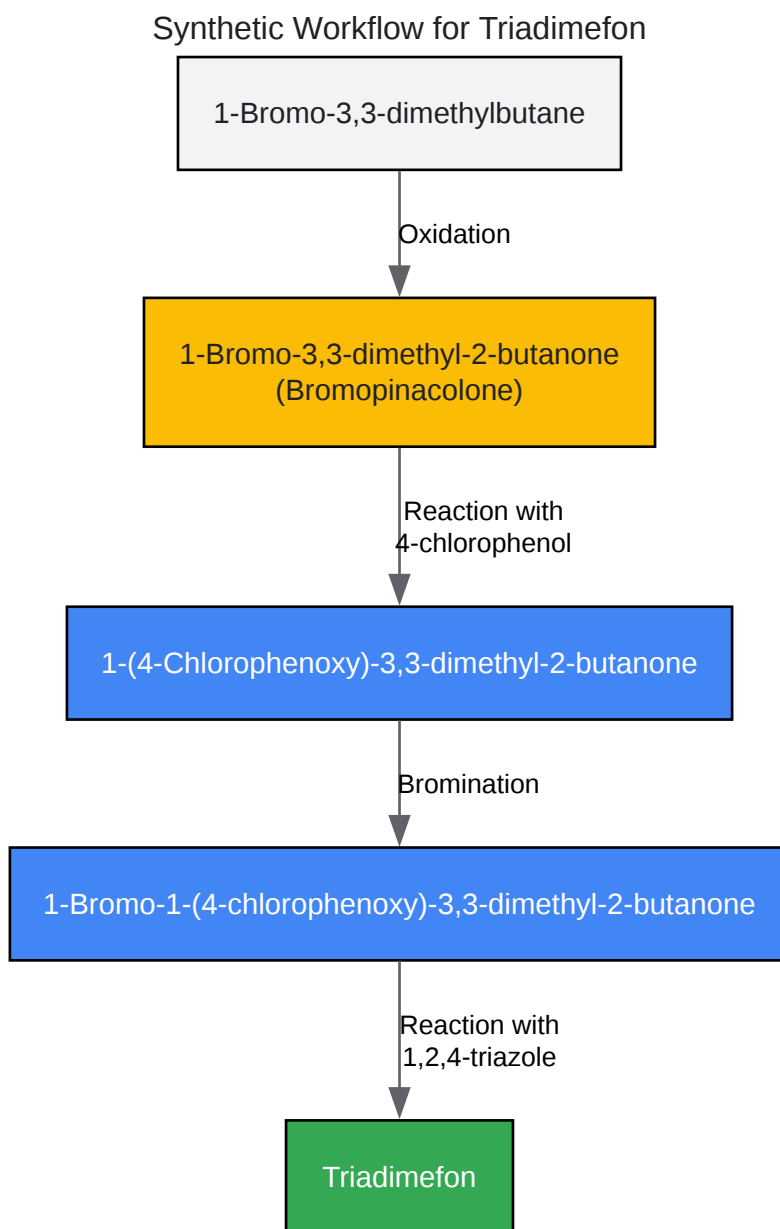 Synthetic Workflow for Triadimefon
1-Bromo-3,3-dimethylbutane
Oxidation
1-Bromo-3,3-dimethyl-2-butanone
(Bromopinacolone)
Reaction with
4-chlorophenol
1-(4-Chlorophenoxy)-3,3-dimethyl-2-butanone
Bromination
1-Bromo-1-(4-chlorophenoxy)-3,3-dimethyl-2-butanone
Reaction with
1,2,4-triazole
Triadimefon